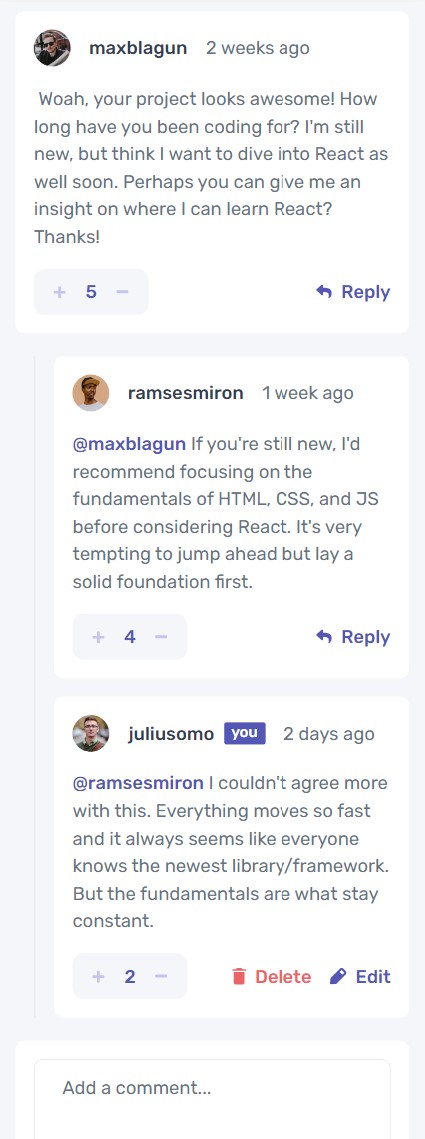 maxblagun 2 weeks ago
Woah, your project looks awesome! How
long have you been coding for? I'm still
new, but think I want to dive into React as
well soon. Perhaps you can give me an
insight on where I can learn React?
Thanks!
+ 5 − Reply
ramsesmiron 1 week ago
@maxblagun If you're still new, I'd
recommend focusing on the
fundamentals of HTML, CSS, and JS
before considering React. It's very
tempting to jump ahead but lay a
solid foundation first.
+ 4 − Reply
juliusomo you 2 days ago
@ramsesmiron I couldn't agree more
with this. Everything moves so fast
and it always seems like everyone
knows the newest library/framework.
But the fundamentals are what stay
constant.
+ 2 − Delete Edit
Add a comment...